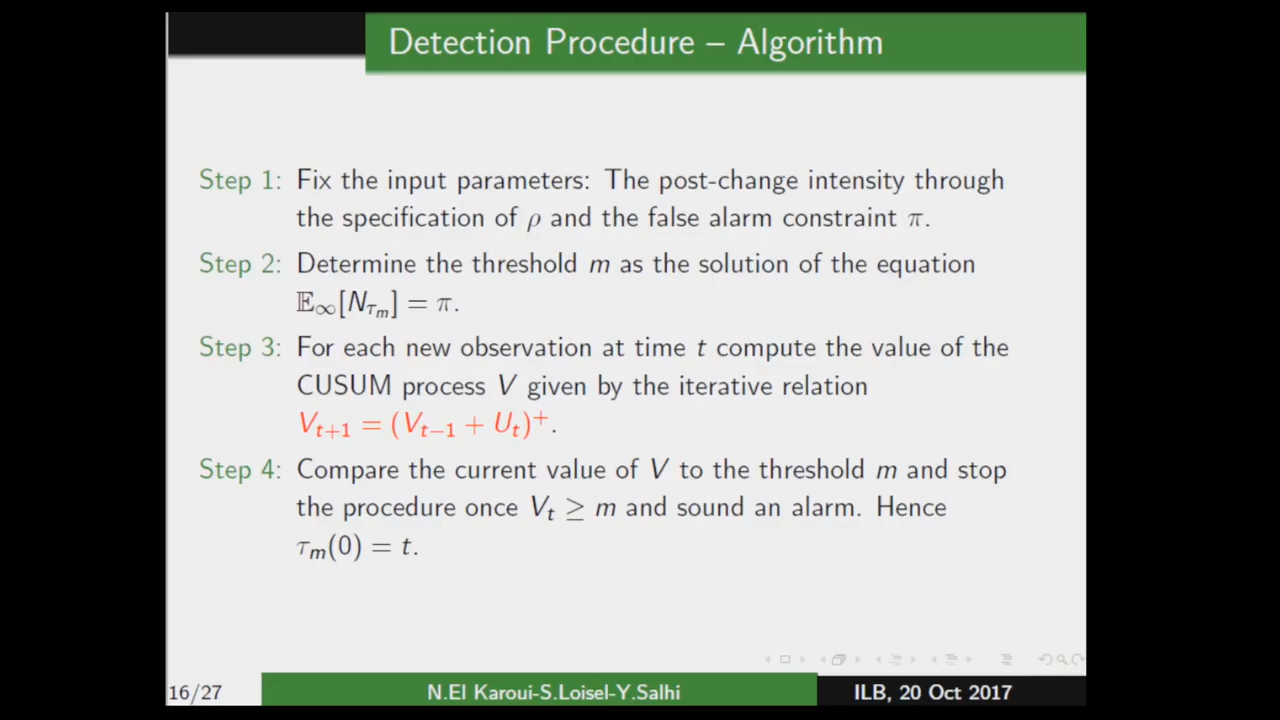 Detection Procedure – Algorithm
Step 1: Fix the input parameters: The post-change intensity through
the specification of ρ and the false alarm constraint π.
Step 2: Determine the threshold m as the solution of the equation
𝔼∞[N_{τ_m}] = π.
Step 3: For each new observation at time t compute the value of the
CUSUM process V given by the iterative relation
V_{t+1} = (V_{t−1} + U_t)⁺.
Step 4: Compare the current value of V to the threshold m and stop
the procedure once V_t ≥ m and sound an alarm. Hence
τ_m(0) = t.
16/27 N.El Karoui-S.Loisel-Y.Salhi ILB, 20 Oct 2017